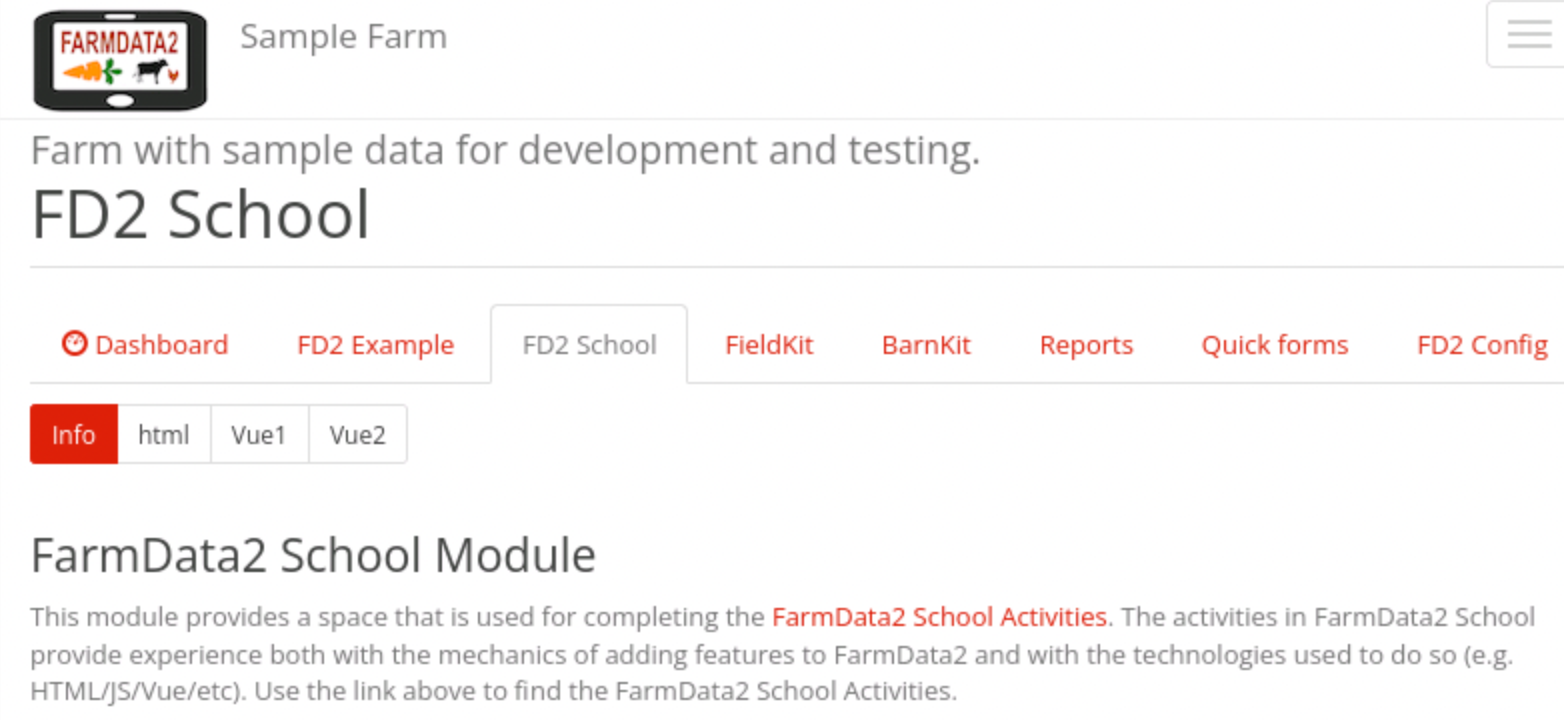 FARMDATA2
Sample Farm
Farm with sample data for development and testing.
FD2 School
Dashboard FD2 Example FD2 School FieldKit BarnKit Reports Quick forms FD2 Config
Info html Vue1 Vue2
FarmData2 School Module
This module provides a space that is used for completing the FarmData2 School Activities. The activities in FarmData2 School
provide experience both with the mechanics of adding features to FarmData2 and with the technologies used to do so (e.g.
HTML/JS/Vue/etc). Use the link above to find the FarmData2 School Activities.